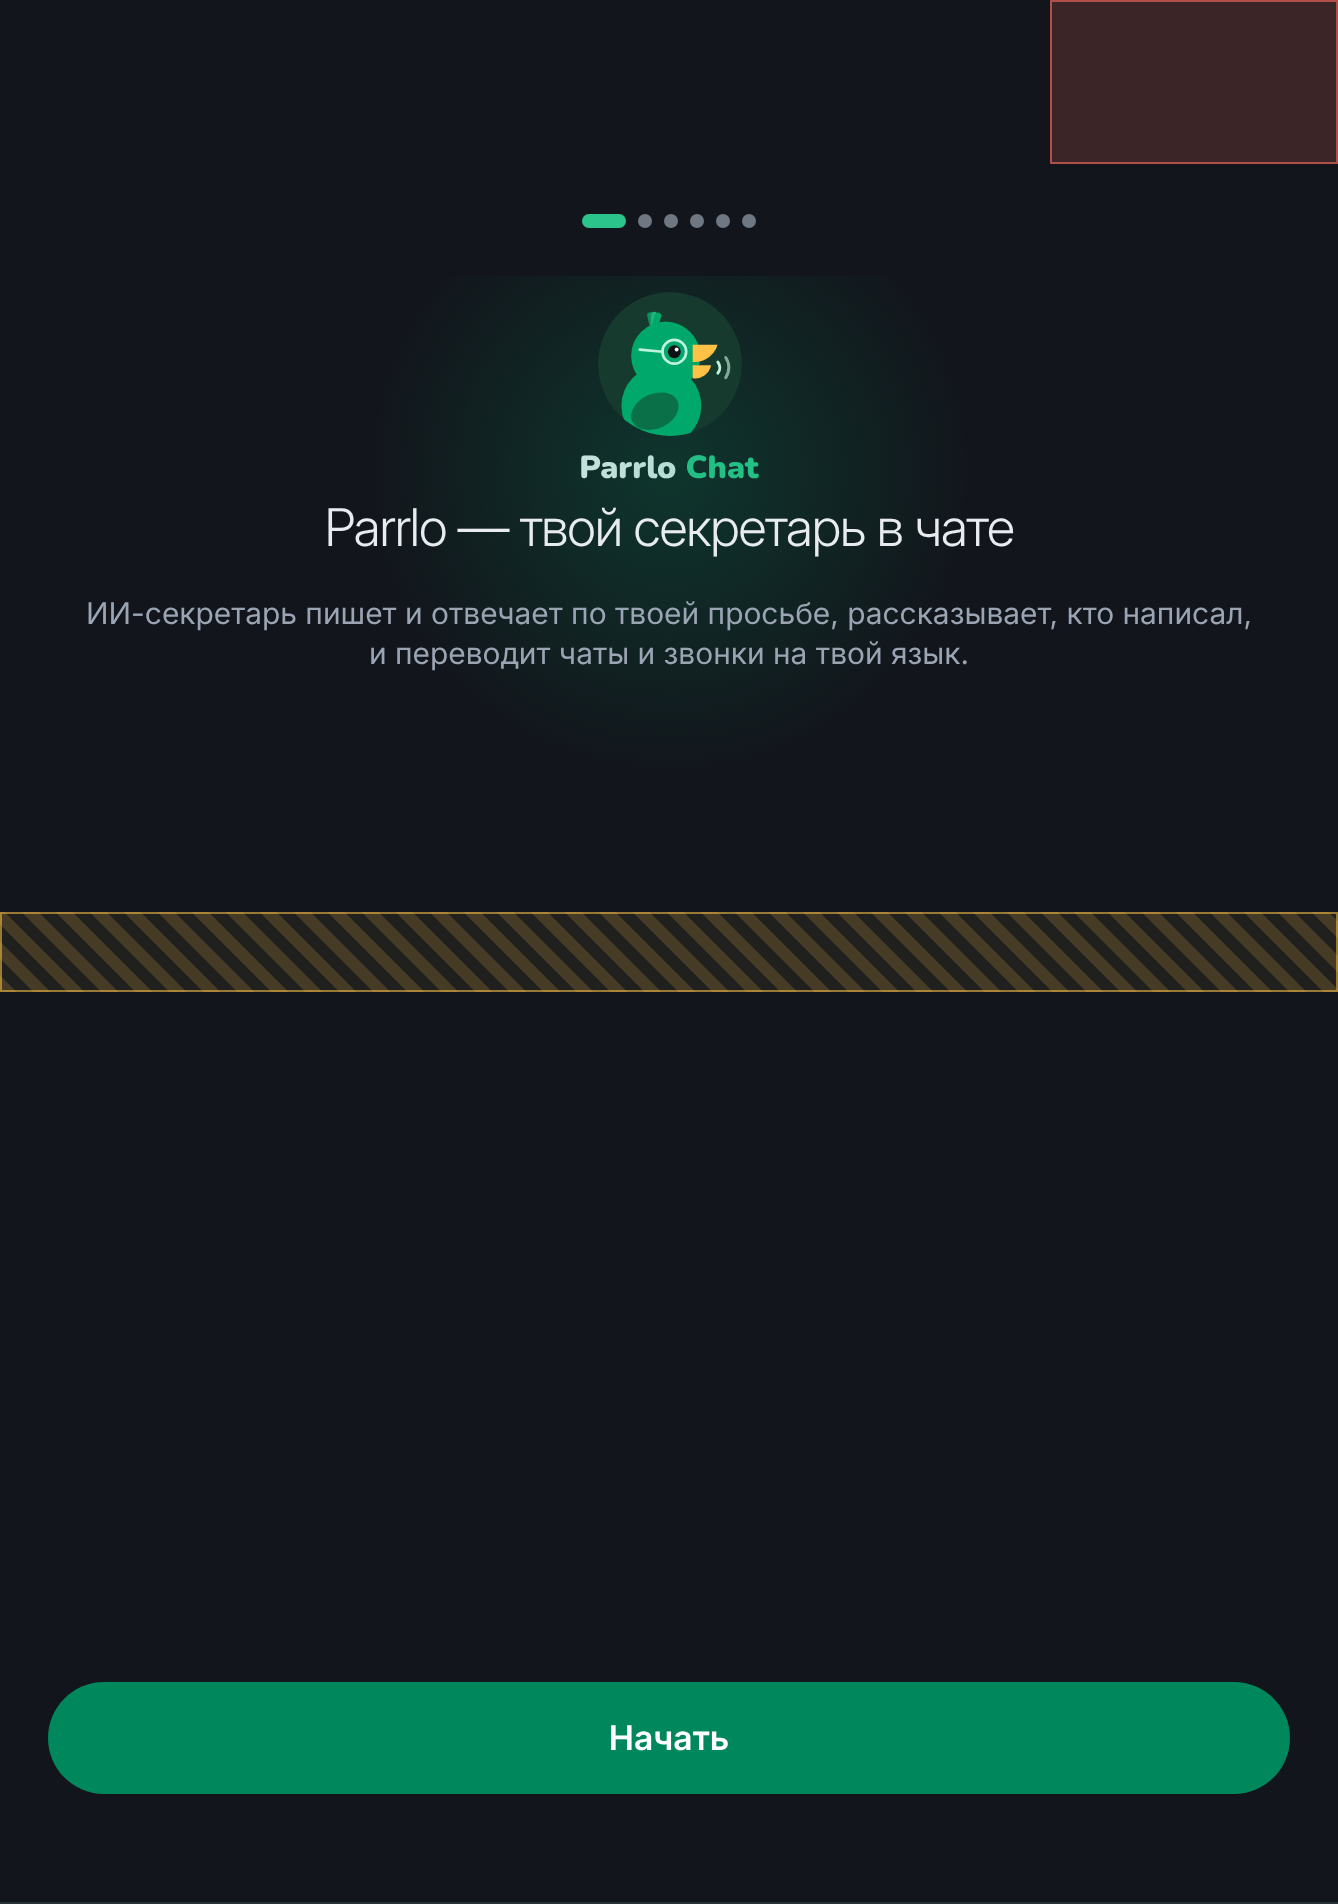 Parrlo Chat
Parrlo — твой секретарь в чате
ИИ-секретарь пишет и отвечает по твоей просьбе, рассказывает, кто написал,
и переводит чаты и звонки на твой язык.
Начать